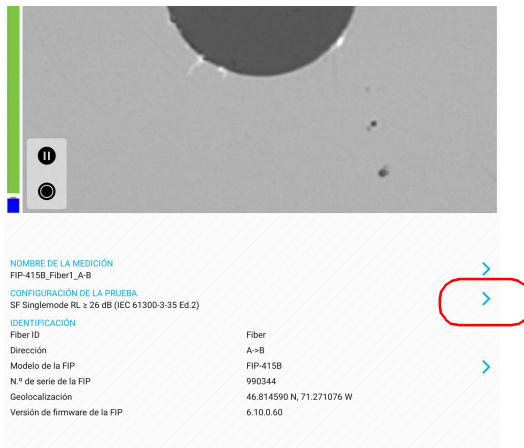 NOMBRE DE LA MEDICIÓN
FIP-415B_Fiber1_A-B
CONFIGURACIÓN DE LA PRUEBA
SF Singlemode RL ≥ 26 dB (IEC 61300-3-35 Ed.2)
IDENTIFICACIÓN
Fiber ID Fiber
Dirección A->B
Modelo de la FIP FIP-415B
N.º de serie de la FIP 990344
Geolocalización 46.814590 N, 71.271076 W
Versión de firmware de la FIP 6.10.0.60